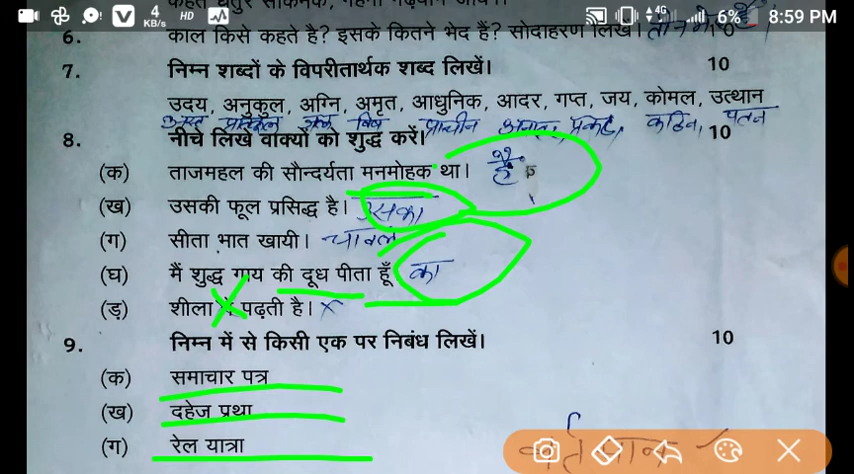 4 KB/s HD 4G 6% 8:59 PM
6. काल किसे कहते है? इसके कितने भेद हैं? सोदाहरण लिखें। तीन भेद है। 10
7. निम्न शब्दों के विपरीतार्थक शब्द लिखें। 10
उदय, अनुकूल, अग्नि, अमृत, आधुनिक, आदर, गप्त, जय, कोमल, उत्थान
अस्त प्रतिकूल जल विष प्राचीन अनादर, प्रकट, कठिन, पतन
8. नीचे लिखे वाक्यों को शुद्ध करें। 10
(क) ताजमहल की सौन्दर्यता मनमोहक था। है
(ख) उसकी फूल प्रसिद्ध है। उसका
(ग) सीता भात खायी। चावल
(घ) मैं शुद्ध गाय की दूध पीता हूँ का
(ड़) शीला पढ़ती है। x
9. निम्न में से किसी एक पर निबंध लिखें। 10
(क) समाचार पत्र
(ख) दहेज प्रथा
(ग) रेल यात्रा